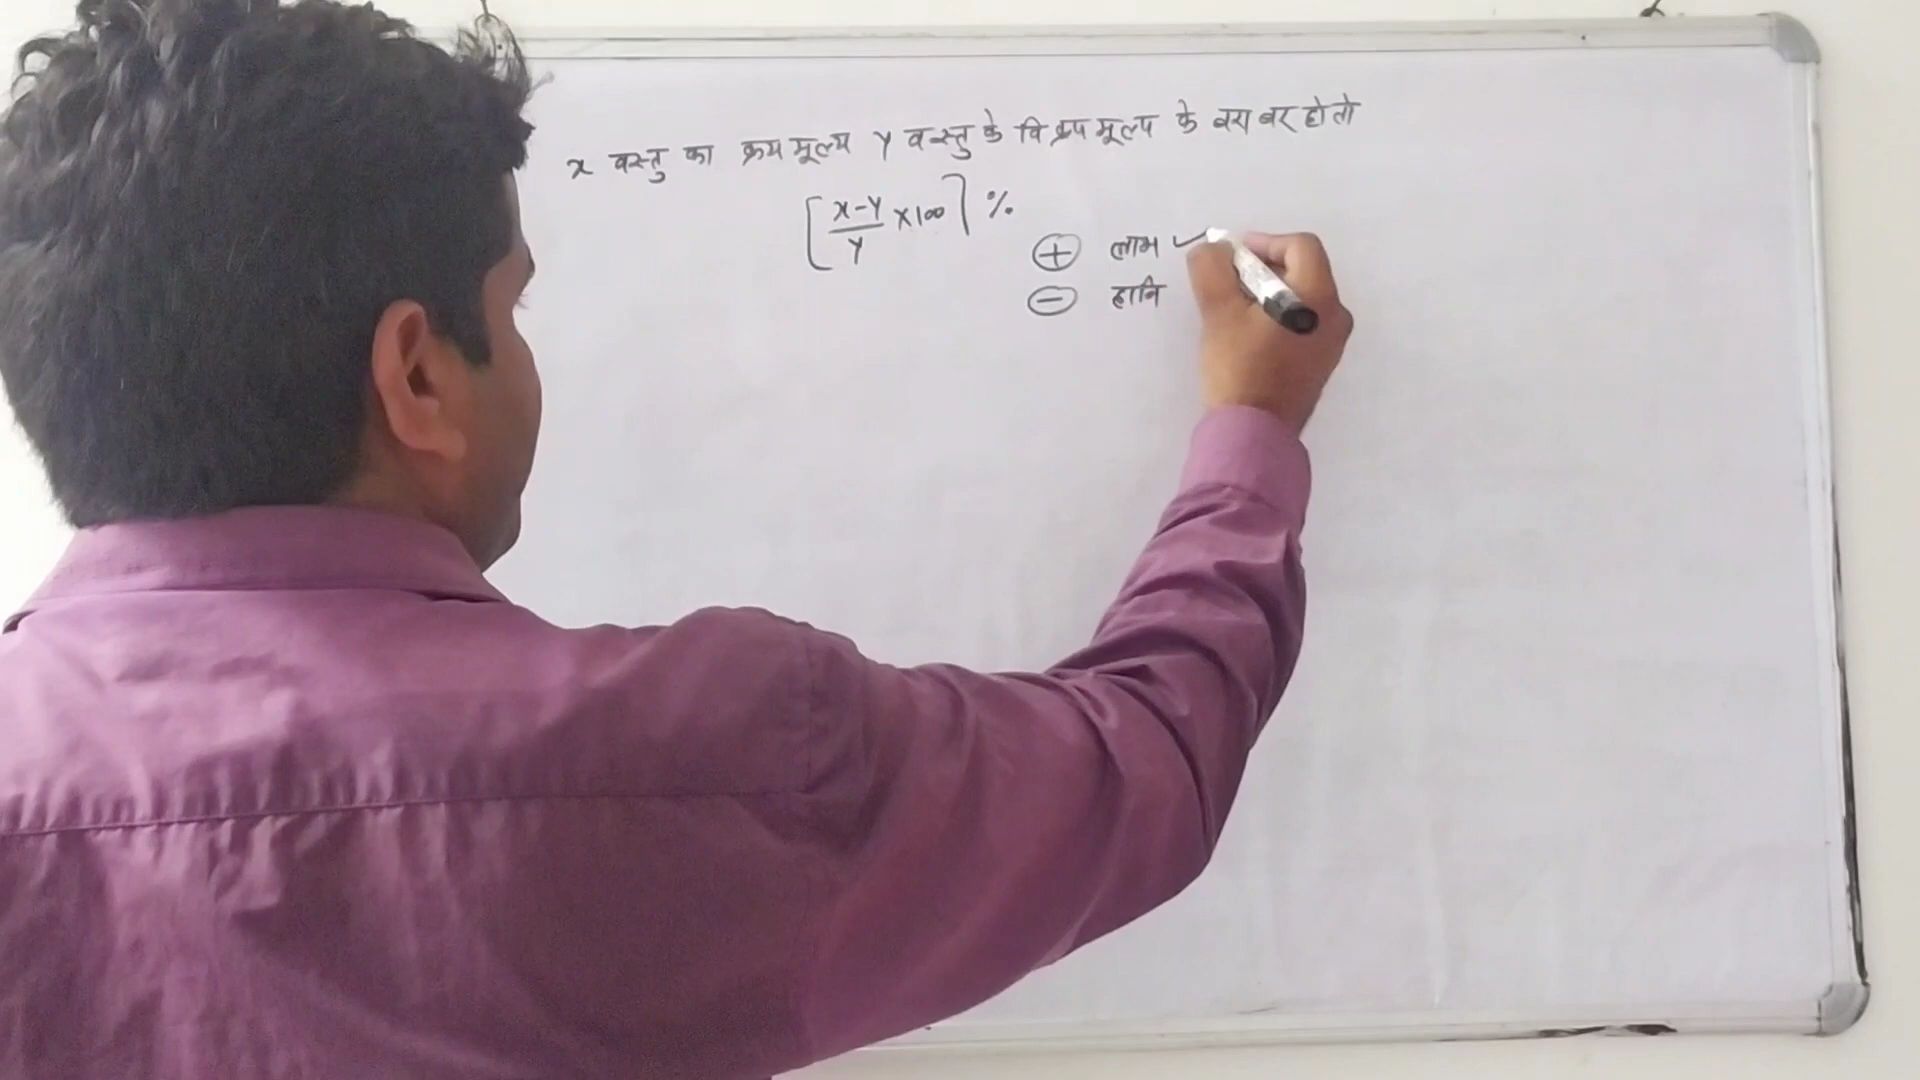 x वस्तु का क्रय मूल्य y वस्तु के विक्रय मूल्य के बराबर हो तो
[x-y/y ×100] %
⊕ लाभ ✓
⊖ हानि